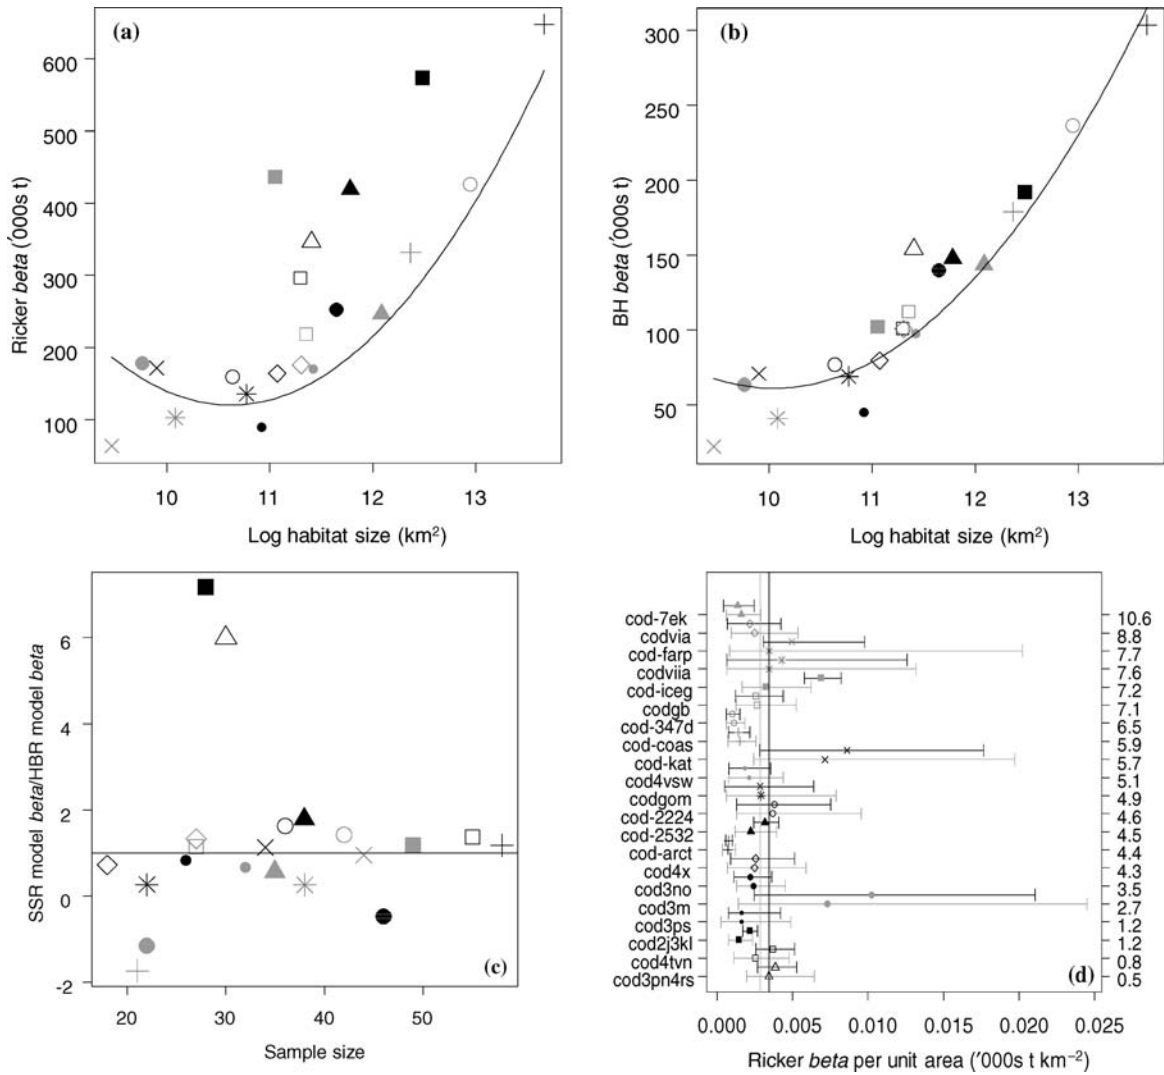 (a)
600
500
400
300
200
100
10 11 12 13
Ricker beta (′000s t)
Log habitat size (km²)
(b)
300
250
200
150
100
50
10 11 12 13
BH beta (′000s t)
Log habitat size (km²)
6
4
2
0
-2
20 30 40 50
SSR model beta/HBR model beta
Sample size
(c)
cod-7ek 10.6
codvia 8.8
cod-farp 7.7
codviia 7.6
cod-iceg 7.2
codgb 7.1
cod-347d 6.5
cod-coas 5.9
cod-kat 5.7
cod4vsw 5.1
codgom 4.9
cod-2224 4.6
cod-2532 4.5
cod-arct 4.4
cod4x 4.3
cod3no 3.5
cod3m 2.7
cod3ps 1.2
cod2j3kl 1.2
cod4tvn 0.8
cod3pn4rs 0.5
(d)
0.000 0.005 0.010 0.015 0.020 0.025
Ricker beta per unit area (′000s t km⁻²)